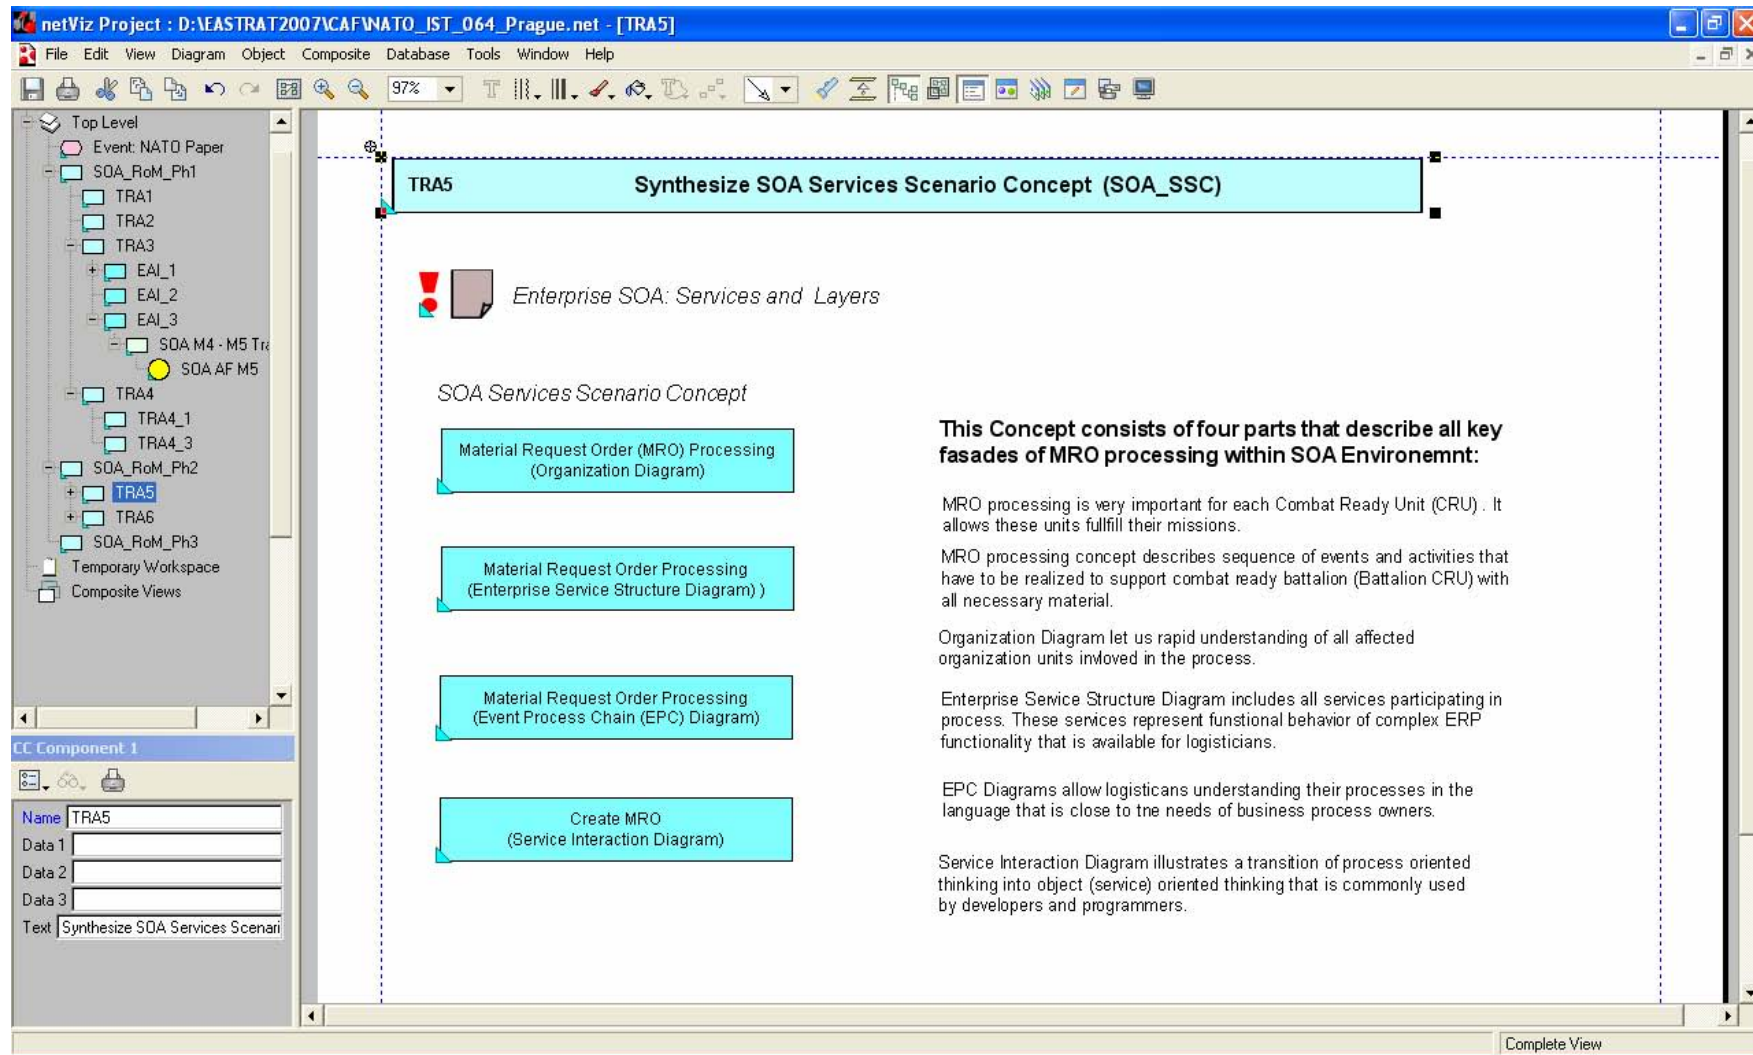 netViz Project : D:\EASTRAT2007\CAF\NATO_IST_064_Prague.net - [TRA5]
File Edit View Diagram Object Composite Database Tools Window Help
97%
Top Level
Event: NATO Paper
SOA_RoM_Ph1
TRA1
TRA2
TRA3
EAI_1
EAI_2
EAI_3
SOA M4 - M5 Tra
SOA AF M5
TRA4
TRA4_1
TRA4_3
SOA_RoM_Ph2
TRA5
TRA6
SOA_RoM_Ph3
Temporary Workspace
Composite Views
CC Component 1
Name TRA5
Data 1
Data 2
Data 3
Text Synthesize SOA Services Scenari
TRA5 Synthesize SOA Services Scenario Concept (SOA_SSC)
Enterprise SOA: Services and Layers
SOA Services Scenario Concept
Material Request Order (MRO) Processing
(Organization Diagram)
Material Request Order Processing
(Enterprise Service Structure Diagram) )
Material Request Order Processing
(Event Process Chain (EPC) Diagram)
Create MRO
(Service Interaction Diagram)
This Concept consists of four parts that describe all key
fasades of MRO processing within SOA Environemnt:
MRO processing is very important for each Combat Ready Unit (CRU) . It
allows these units fullfill their missions.
MRO processing concept describes sequence of events and activities that
have to be realized to support combat ready battalion (Battalion CRU) with
all necessary material.
Organization Diagram let us rapid understanding of all affected
organization units invloved in the process.
Enterprise Service Structure Diagram includes all services participating in
process. These services represent funstional behavior of complex ERP
functionality that is available for logisticians.
EPC Diagrams allow logisticans understanding their processes in the
language that is close to tne needs of business process owners.
Service Interaction Diagram illustrates a transition of process oriented
thinking into object (service) oriented thinking that is commonly used
by developers and programmers.
Complete View